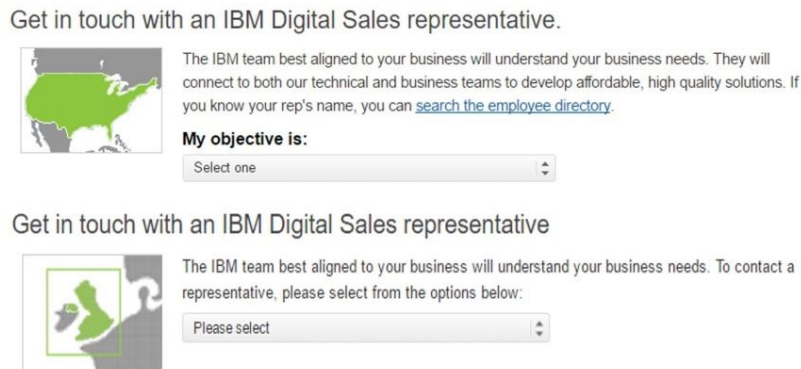 Get in touch with an IBM Digital Sales representative.
The IBM team best aligned to your business will understand your business needs. They will
connect to both our technical and business teams to develop affordable, high quality solutions. If
you know your rep's name, you can search the employee directory.
My objective is:
Select one
Get in touch with an IBM Digital Sales representative
The IBM team best aligned to your business will understand your business needs. To contact a
representative, please select from the options below:
Please select